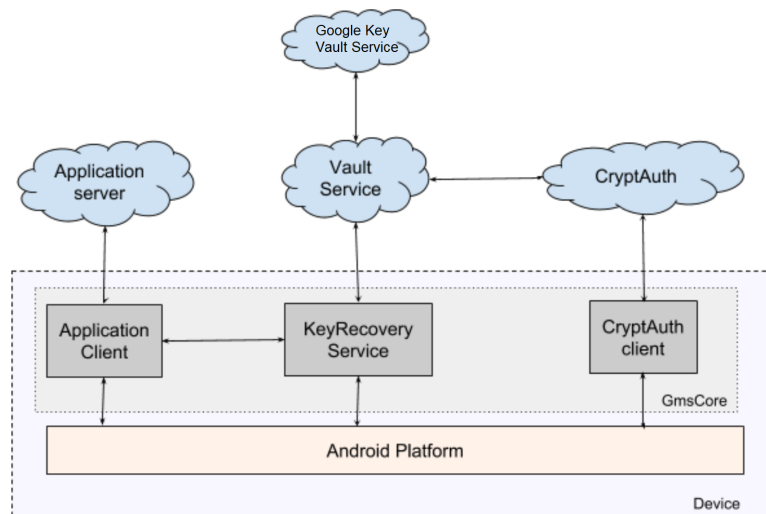 Google Key
Vault Service
Application
server
Vault
Service
CryptAuth
Application
Client
KeyRecovery
Service
CryptAuth
client
GmsCore
Android Platform
Device